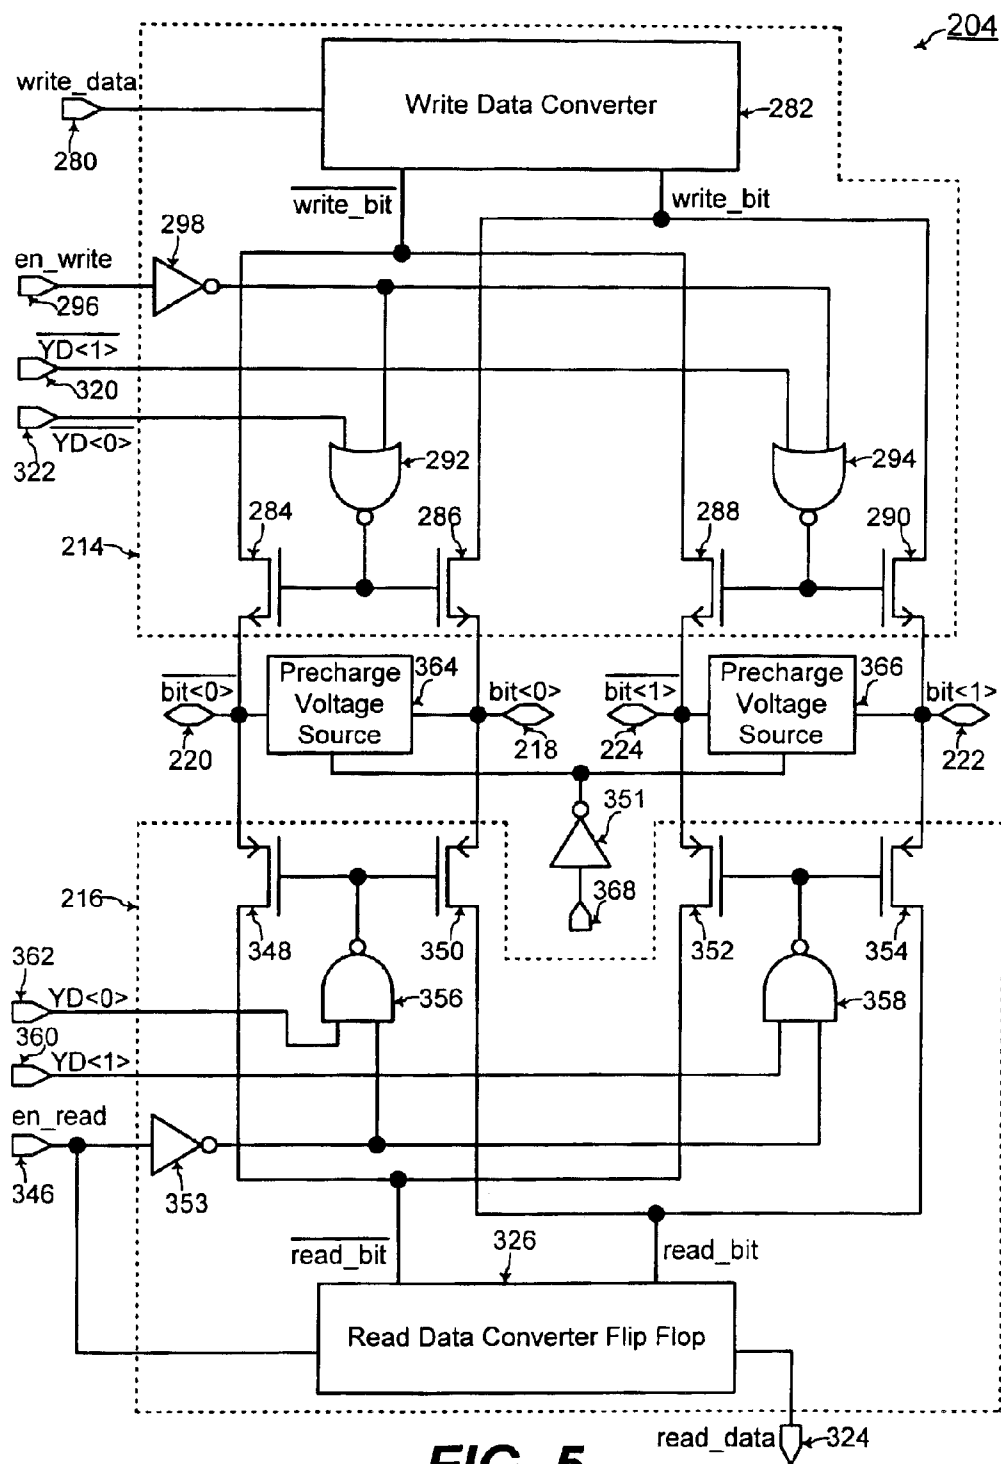 204
write_data
280
Write Data Converter
282
write_bit
write_bit
298
en_write
296
YD<1>
320
322
YD<0>
292
294
284
286
288
290
214
bit<0>
Precharge
Voltage
Source
364
bit<0>
220
218
bit<1>
Precharge
Voltage
Source
366
bit<1>
224
222
351
368
216
348
350
352
354
362
YD<0>
356
358
360
YD<1>
en_read
346
353
read_bit
326
read_bit
Read Data Converter Flip Flop
read_data
324
FIG. 5